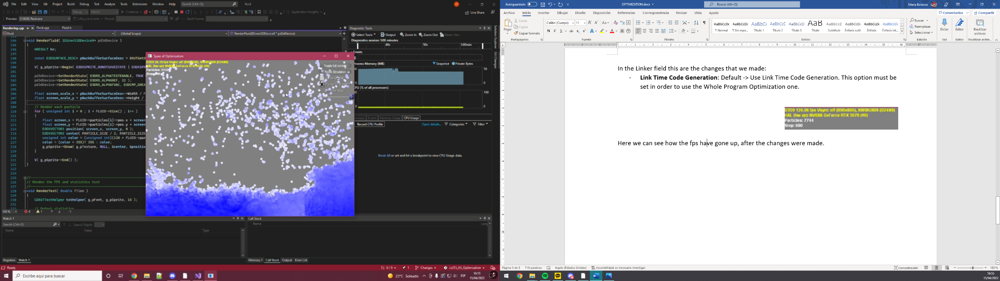 File Edit View Git Project Build Debug Test Analyze Tools Extensions Window Help Search (Ctrl+Q) fluid
Debug Win32 Continue Application Insights
Process: [13828] fluid.exe Lifecycle Events Thread: Stack Frame: Live Share
Rendering.cpp Fluid.cpp Fluid.h
fluid (Global Scope) RenderFluid(IDirect3DDevice9 * pd3dDevice)
194 void RenderFluid( IDirect3DDevice9* pd3dDevice )
195 {
196 HRESULT hr;
197
198 const D3DSURFACE_DESC* pBackBufferSurfaceDesc = DXUTGetD
199
200 V( g_pSprite->Begin( D3DXSPRITE_DONOTSAVESTATE | D3DXSPR
201
202 pd3dDevice->SetRenderState( D3DRS_ALPHATESTENABLE, TRUE
203 pd3dDevice->SetRenderState( D3DRS_ALPHAREF, 32 );
204 pd3dDevice->SetRenderState( D3DRS_ALPHAFUNC, D3DCMP_GREA
205
206 float screen_scale_x = pBackBufferSurfaceDesc->Width / F
207 float screen_scale_y = pBackBufferSurfaceDesc->Height /
208
209 // Render each particle
210 for ( unsigned int i = 0 ; i < FLUID->Size() ; i++ )
211 {
212 float screen_x = FLUID->particles[i]->pos.x * screen
213 float screen_y = FLUID->particles[i]->pos.y * screen
214 D3DXVECTOR3 position( screen_x, screen_y, 0 );
215 D3DXVECTOR3 center( PARTICLE_SIZE / 2, PARTICLE_SIZE
216 unsigned int color = (unsigned int)(128 * FLUID->par
217 color = (color > 255)? 255 : color;
218 g_pSprite->Draw( g_pTexture, NULL, &center, &positio
219 }
220
221 V( g_pSprite->End() );
222 }
223
224
225 //
226 // Render the FPS and statistics text
227 //
228 void RenderText( double fTime )
229 {
230 CDXUTTextHelper txtHelper( g_pFont, g_pSprite, 15 );
231
232 // Output statistics
100 % 0 1
Types of Optimization
D3D9 26.18 fps Vsync off (800x600), X8R8G8B8 (D24X8)
HAL (hw vp): NVIDIA GeForce RTX 3070 (#0)
Toggle full screen
Reset Simulation
Simulation Size:
Diagnostic Tools
Select Tools Output Zoom In Zoom Out Reset View
Diagnostics session: 1:00 minutes
40s 50s 1:00min
Events
Process Memory (MB) Snapshot Private Bytes
56 56
0 0
CPU (% of all processors)
100
0 0
Events Memory Usage CPU Usage
Record CPU Profile Open details... Categories Filter
Break All or set and hit a breakpoint to view CPU Usage data.
Solution Explorer Git Changes
Watch 1
Search (Ctrl+E) Search Depth:
Name Value Type
Registers Watch 1
Call Stack
Name Lang
Memory 1 Call Stack Output Error List
Ready 0 / 0 1 Changes cs315_A3_Optimization
Escribe aquí para buscar
23°C Soleado ESP 16:55
15/04/2022
Autoguardado OPTIMIZATION.docx Buscar (Alt+Q) Maria Bolanos
Archivo Inicio Insertar Dibujar Diseño Disposición Referencias Correspondencia Revisar Vista Ayuda Comentarios Compartir
Pegar
Cortar
Copiar
Copiar formato
Portapapeles
Calibri (Cuerpo) 11
Fuente
Párrafo
AaBbCcDc AaBbCcDc AaBbCc AaBbCcC AaBbCcD AaB AaBbCcD AaBbCcDc AaBbCcDc AaBbCcDc
¶ Normal ¶ Sin espa... Título 1 Título 2 Título 3 Título Subtítulo Énfasis sutil Énfasis Énfasis int...
Estilos
Buscar
Reemplazar
Seleccionar
Edición
Dictar
Voz
Editor
Editor
Reutilizar archivos
Reutilizar archiv...
In the Linker field this are the changes that we made:
- Link Time Code Generation: Default -> Use Link Time Code Generation. This option must be
set in order to use the Whole Program Optimization one.
D3D9 126.06 fps Vsync off (800x600), X8R8G8B8 (D24X8)
HAL (hw vp): NVIDIA GeForce RTX 3070 (#0)
Particles: 7744
Step: 600
Here we can see how the fps have gone up, after the changes were made.
Página 3 de 3 718 palabras Inglés (Estados Unidos) Accesibilidad: es necesario investigar Concentración 180 %
16:55
15/04/2022